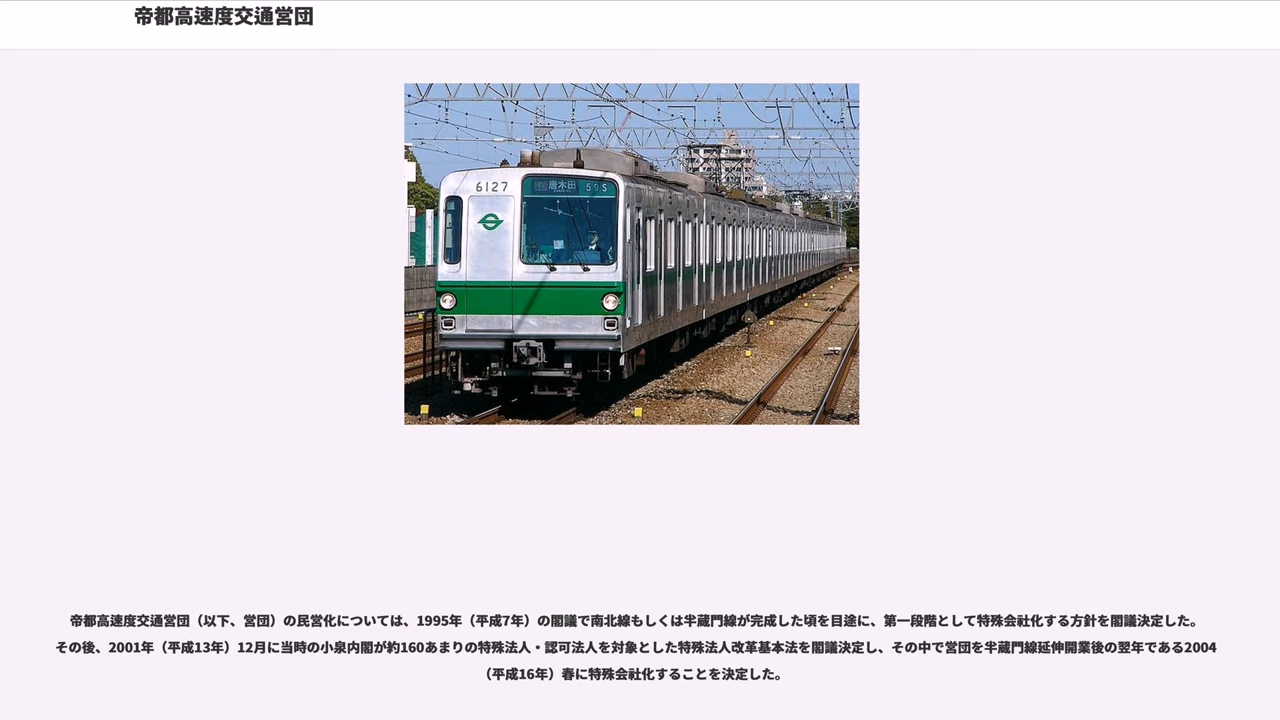 帝都高速度交通営団
6127
唐木田
59S
帝都高速度交通営団（以下、営団）の民営化については、1995年（平成7年）の閣議で南北線もしくは半蔵門線が完成した頃を目途に、第一段階として特殊会社化する方針を閣議決定した。
その後、2001年（平成13年）12月に当時の小泉内閣が約160あまりの特殊法人・認可法人を対象とした特殊法人改革基本法を閣議決定し、その中で営団を半蔵門線延伸開業後の翌年である2004
（平成16年）春に特殊会社化することを決定した。